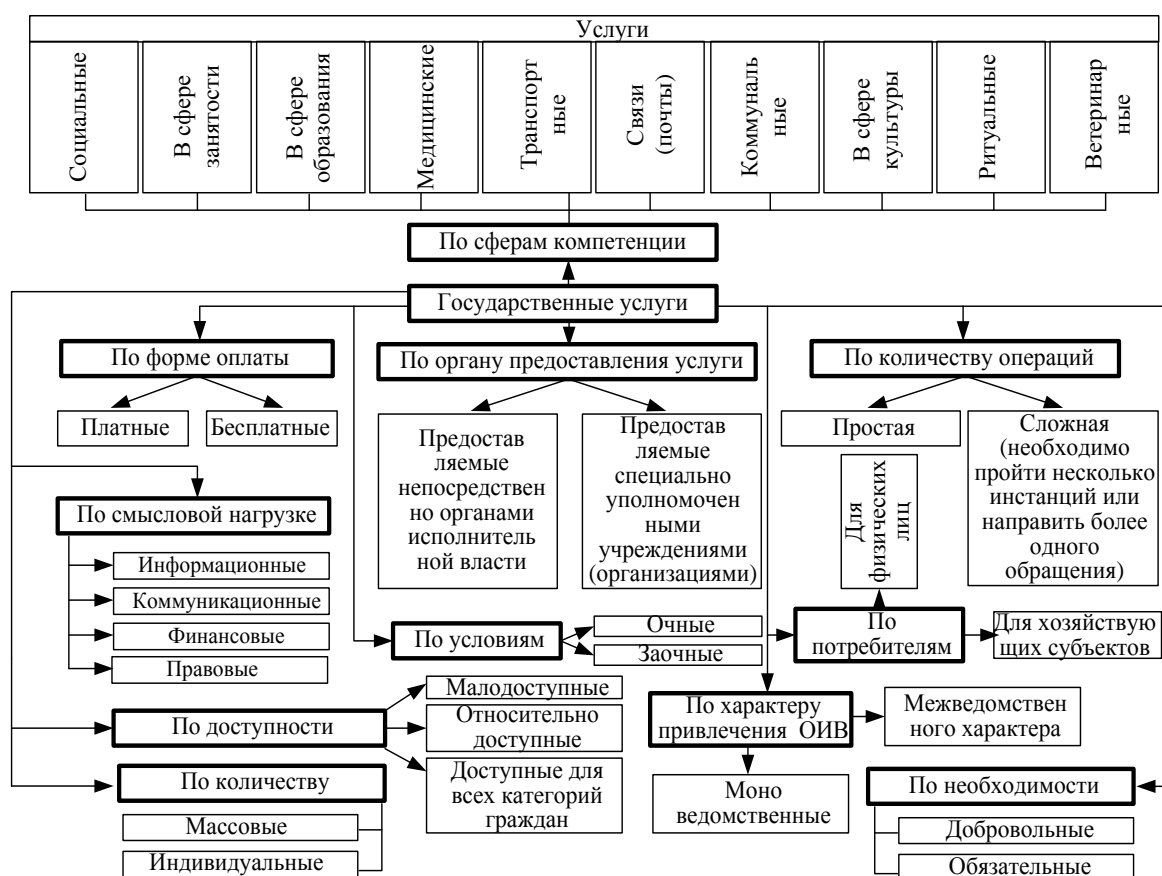 Услуги
Социальные
В сфере
занятости
В сфере
образования
Медицинские
Транспорт
ные
Связи
(почты)
Коммуналь
ные
В сфере
культуры
Ритуальные
Ветеринар
ные
По сферам компетенции
Государственные услуги
По форме оплаты
По органу предоставления услуги
По количеству операций
Платные
Бесплатные
Предостав
ляемые
непосредствен
но органами
исполнитель
ной власти
Предостав
ляемые
специально
уполномочен
ными
учреждениями
(организациями)
Простая
Сложная
(необходимо
пройти несколько
инстанций или
направить более
одного
обращения)
По смысловой нагрузке
Информационные
Коммуникационные
Финансовые
Правовые
Для
физических
лиц
По условиям
Очные
Заочные
По
потребителям
Для хозяйствую
щих субъектов
По доступности
Малодоступные
Относительно
доступные
Доступные для
всех категорий
граждан
По характеру
привлечения ОИВ
Межведомствен
ного характера
Моно
ведомственные
По количеству
Массовые
Индивидуальные
По необходимости
Добровольные
Обязательные